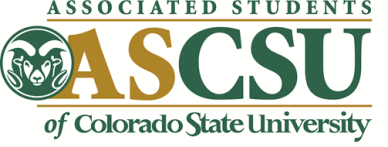 ASSOCIATED STUDENTS
ASCSU
of Colorado State University